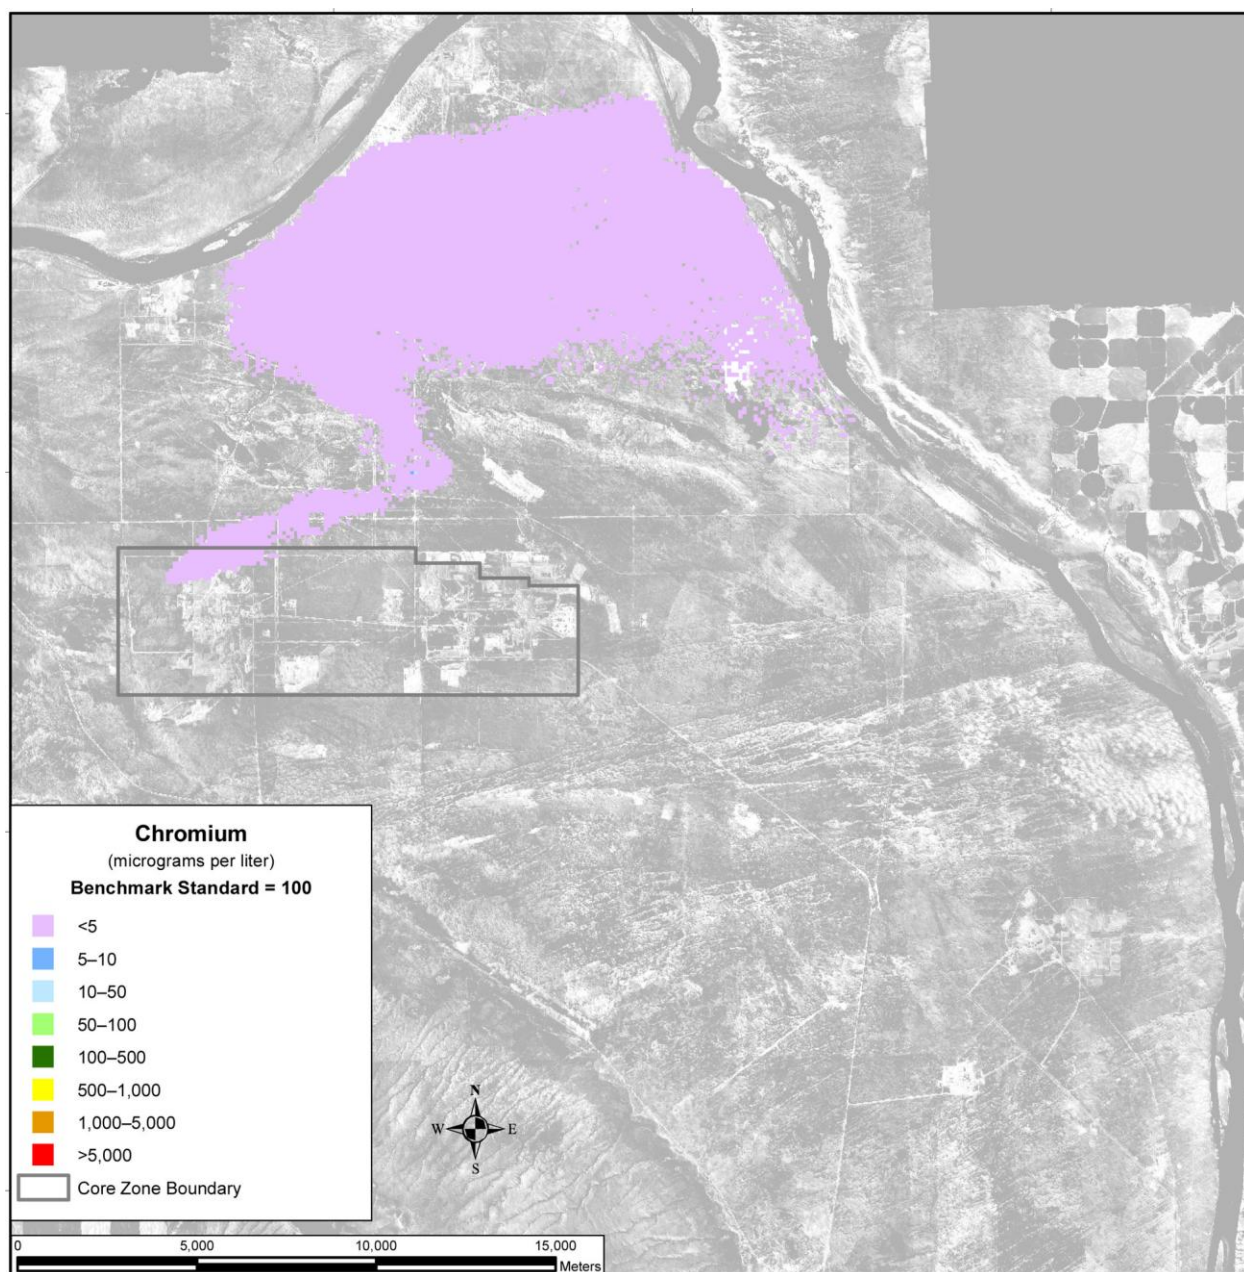 Chromium
(micrograms per liter)
Benchmark Standard = 100
<5
5–10
10–50
50–100
100–500
500–1,000
1,000–5,000
>5,000
Core Zone Boundary
N
W E
S
0 5,000 10,000 15,000
Meters